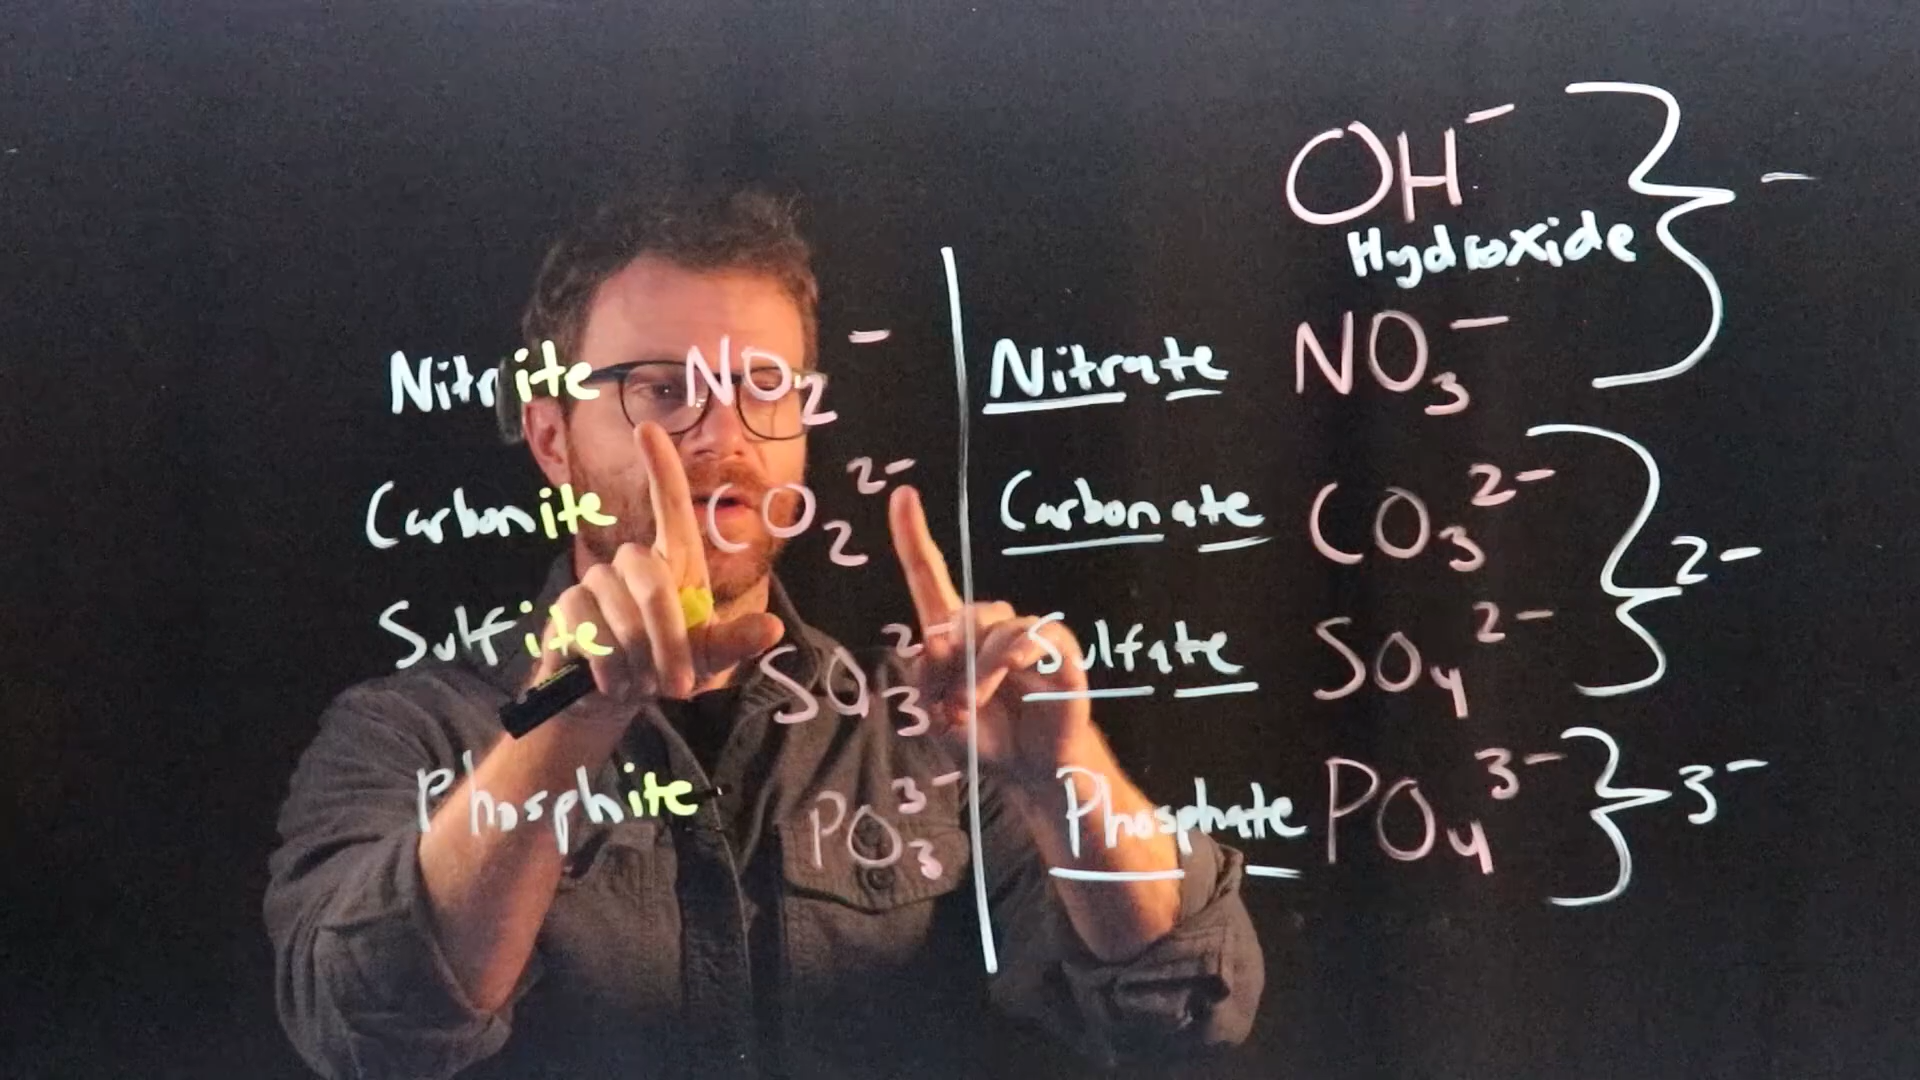 OH⁻
Hydroxide
} −
Nitrite NO₂⁻
Nitrate NO₃⁻
Carbonite CO₂²⁻
Carbonate CO₃²⁻
} 2−
Sulfite SO₃²⁻
Sulfate SO₄²⁻
Phosphite PO₃³⁻
Phosphate PO₄³⁻ } 3−